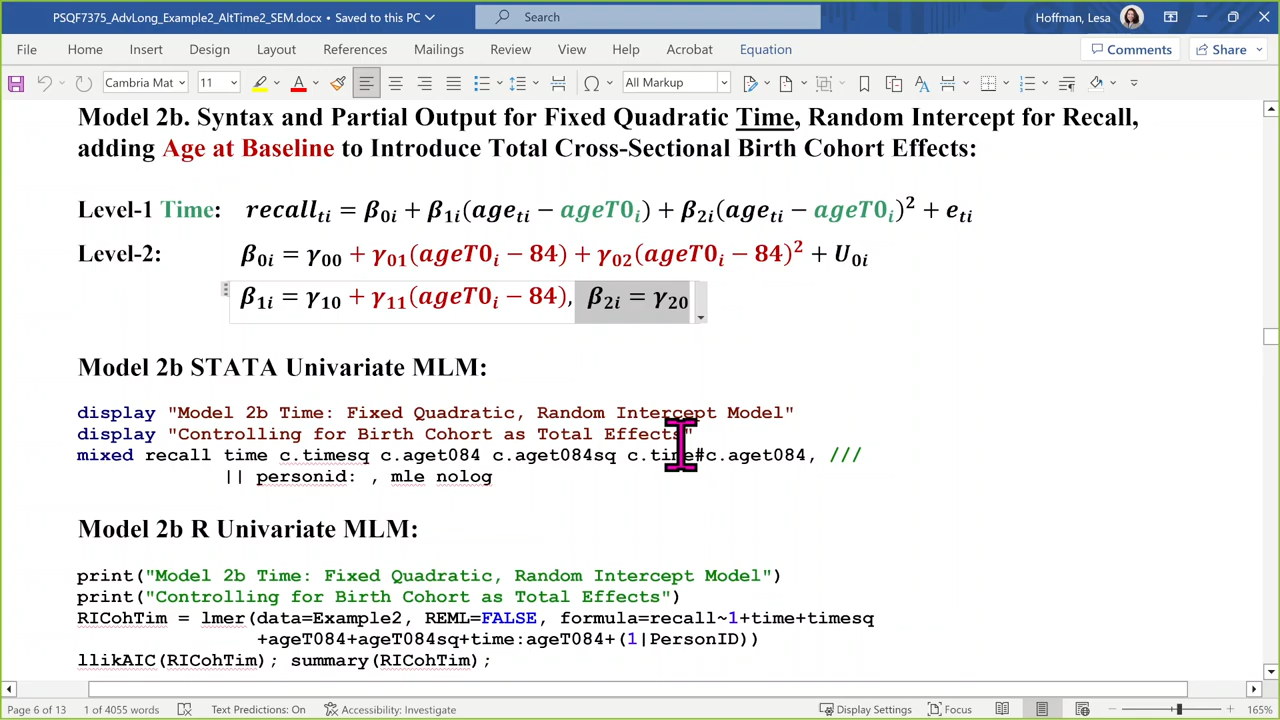 PSQF7375_AdvLong_Example2_AltTime2_SEM.docx • Saved to this PC
Search
Hoffman, Lesa
File Home Insert Design Layout References Mailings Review View Help Acrobat Equation
Comments Share
Cambria Mat 11 All Markup
Model 2b. Syntax and Partial Output for Fixed Quadratic Time, Random Intercept for Recall,
adding Age at Baseline to Introduce Total Cross-Sectional Birth Cohort Effects:
Level-1 Time: recall_ti = β_0i + β_1i(age_ti − ageT0_i) + β_2i(age_ti − ageT0_i)² + e_ti
Level-2: β_0i = γ_00 + γ_01(ageT0_i − 84) + γ_02(ageT0_i − 84)² + U_0i
β_1i = γ_10 + γ_11(ageT0_i − 84), β_2i = γ_20
Model 2b STATA Univariate MLM:
display "Model 2b Time: Fixed Quadratic, Random Intercept Model"
display "Controlling for Birth Cohort as Total Effects"
mixed recall time c.timesq c.aget084 c.aget084sq c.time#c.aget084, ///
|| personid: , mle nolog
Model 2b R Univariate MLM:
print("Model 2b Time: Fixed Quadratic, Random Intercept Model")
print("Controlling for Birth Cohort as Total Effects")
RICohTim = lmer(data=Example2, REML=FALSE, formula=recall~1+time+timesq
+ageT084+ageT084sq+time:ageT084+(1|PersonID))
llikAIC(RICohTim); summary(RICohTim);
Page 6 of 13 1 of 4055 words Text Predictions: On Accessibility: Investigate Display Settings Focus 165%